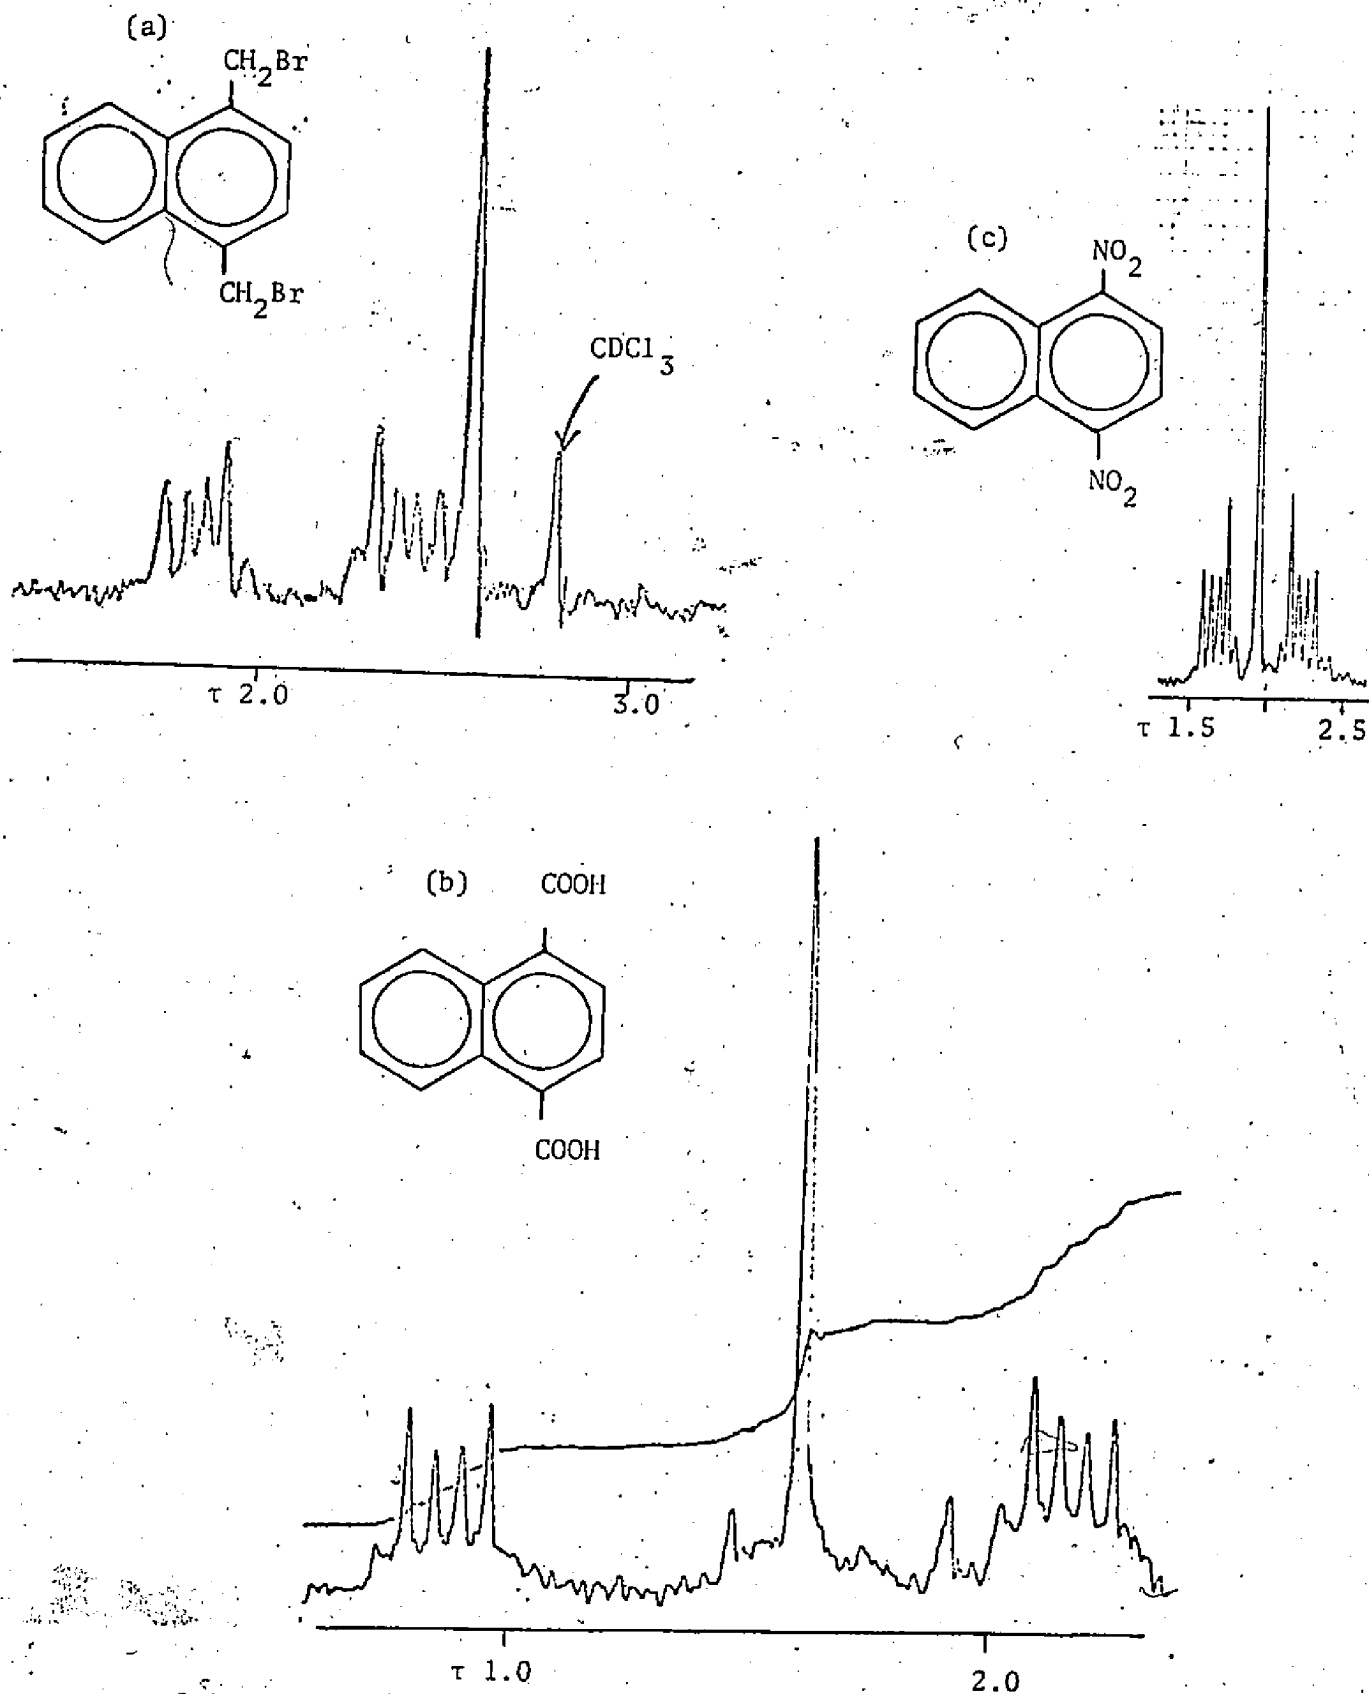 (a)
CH2Br
CH2Br
CDCl3
τ 2.0 3.0
(c)
NO2
NO2
τ 1.5 2.5
(b)
COOH
COOH
τ 1.0 2.0